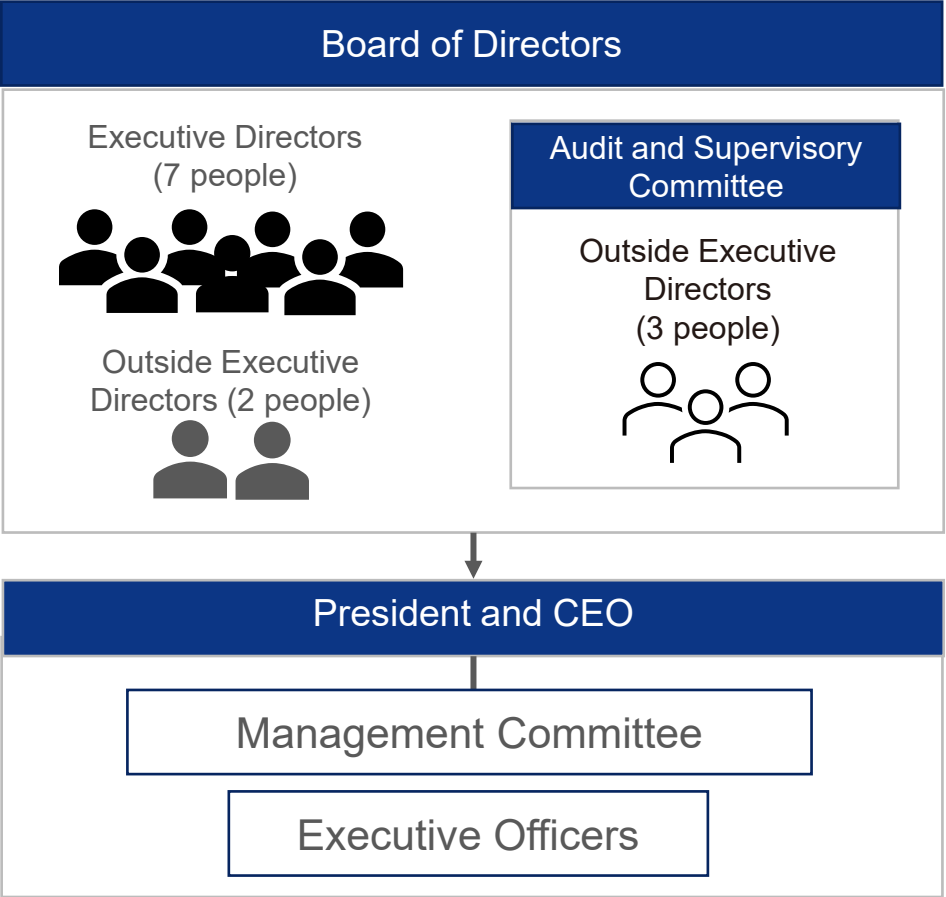 Board of Directors
Executive Directors
(7 people)
Outside Executive
Directors (2 people)
Audit and Supervisory
Committee
Outside Executive
Directors
(3 people)
President and CEO
Management Committee
Executive Officers